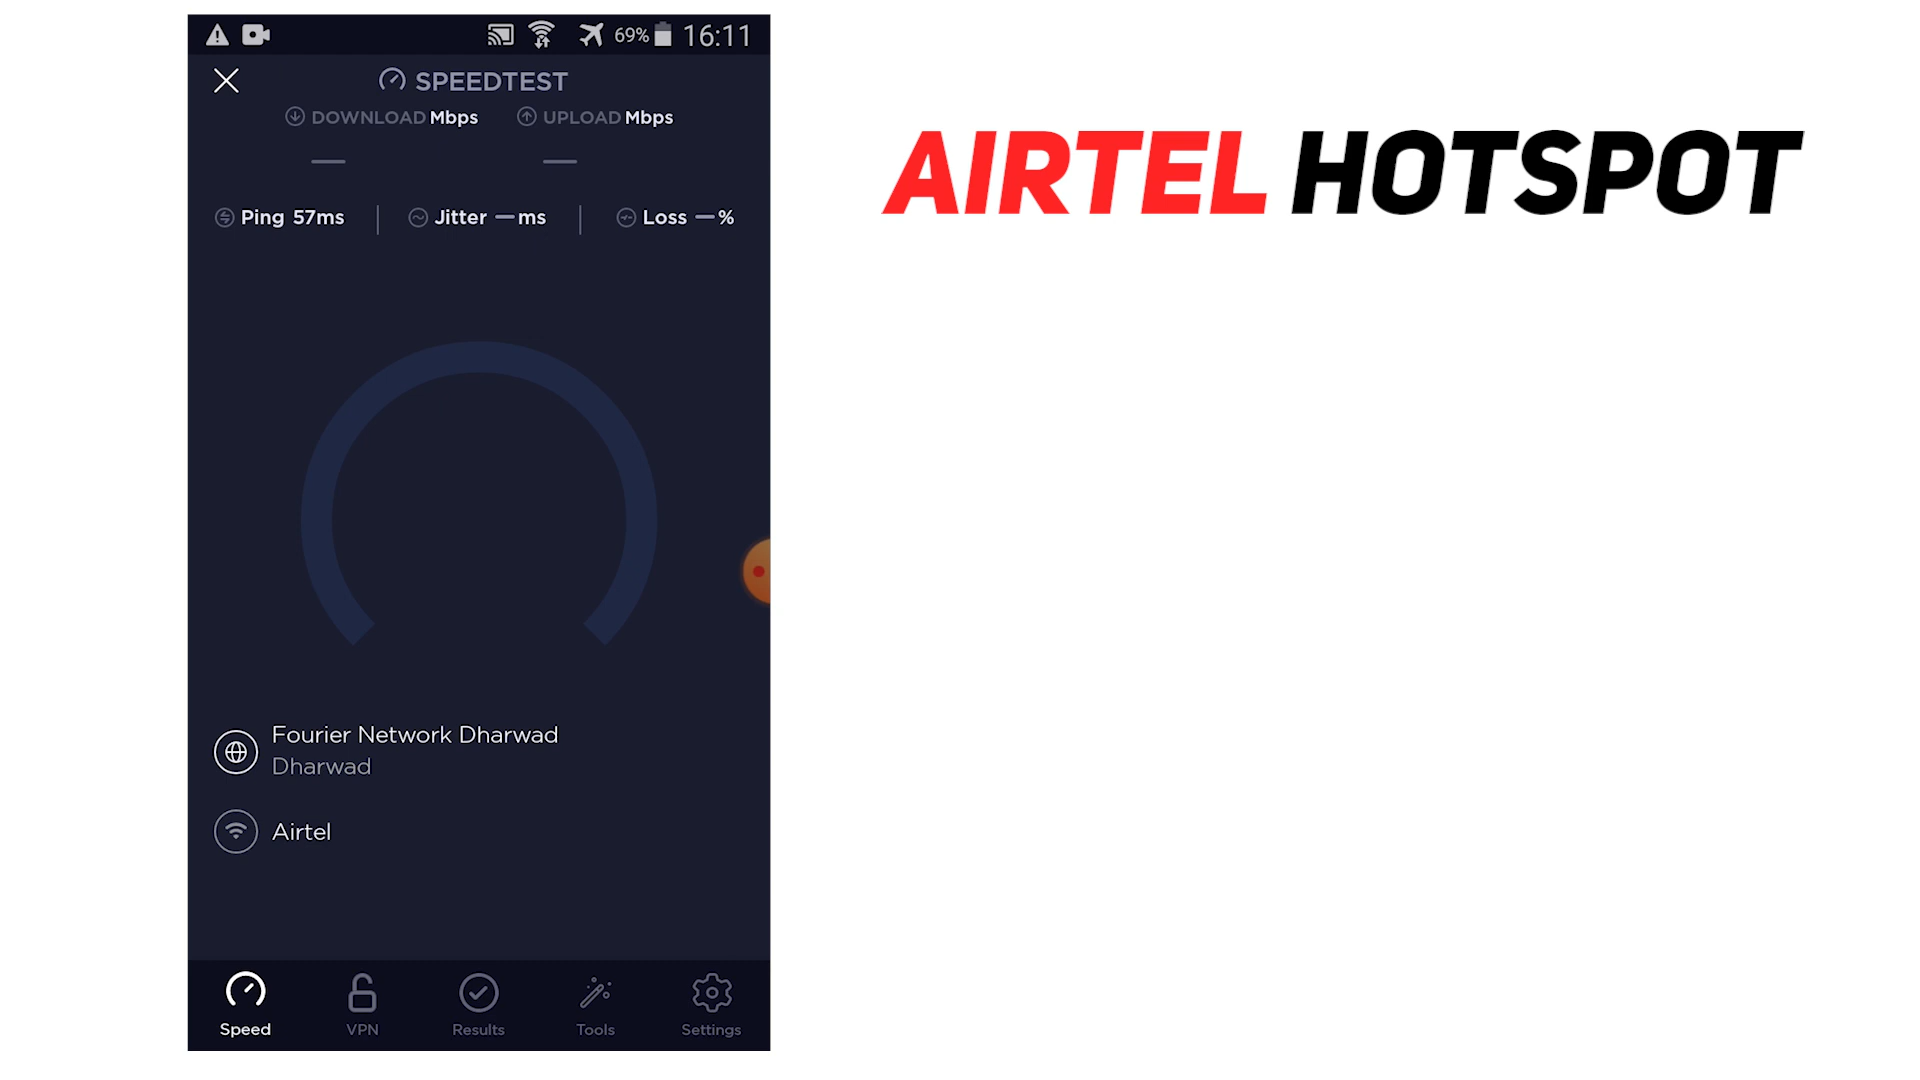 69% 16:11
SPEEDTEST
DOWNLOAD Mbps UPLOAD Mbps
— —
Ping 57ms Jitter — ms Loss — %
AIRTEL HOTSPOT
Fourier Network Dharwad
Dharwad
Airtel
Speed VPN Results Tools Settings